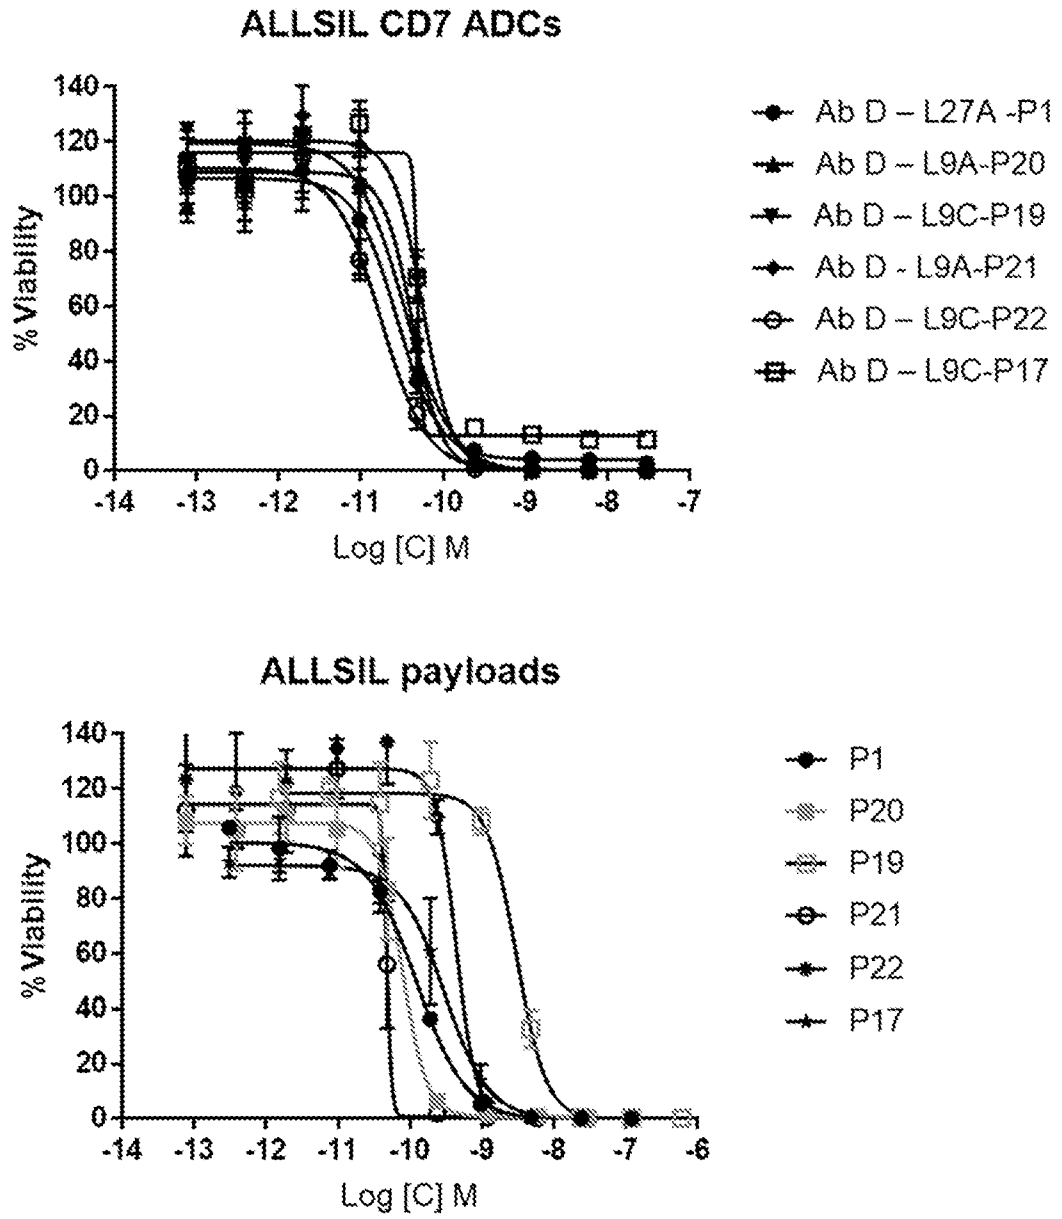 ALLSIL CD7 ADCs
% Viability
140
120
100
80
60
40
20
0
-14 -13 -12 -11 -10 -9 -8 -7
Log [C] M
Ab D – L27A -P1
Ab D – L9A-P20
Ab D – L9C-P19
Ab D - L9A-P21
Ab D – L9C-P22
Ab D – L9C-P17
ALLSIL payloads
% Viability
140
120
100
80
60
40
20
0
-14 -13 -12 -11 -10 -9 -8 -7 -6
Log [C] M
P1
P20
P19
P21
P22
P17